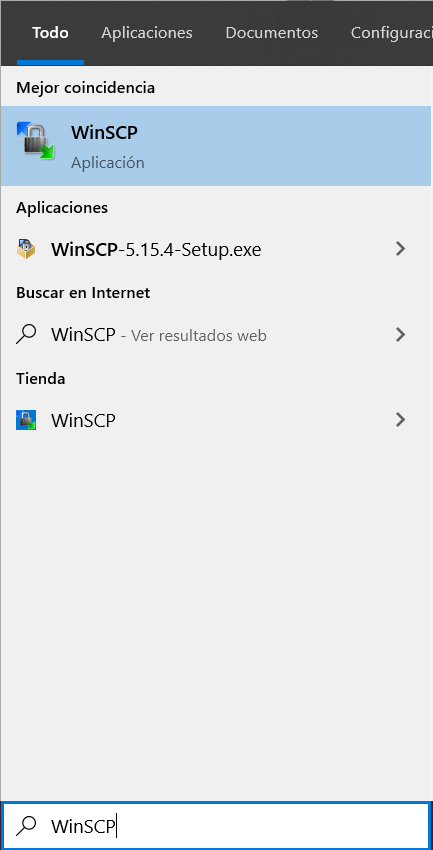 Todo Aplicaciones Documentos Configuraci
Mejor coincidencia
WinSCP
Aplicación
Aplicaciones
WinSCP-5.15.4-Setup.exe
Buscar en Internet
WinSCP - Ver resultados web
Tienda
WinSCP
WinSCP